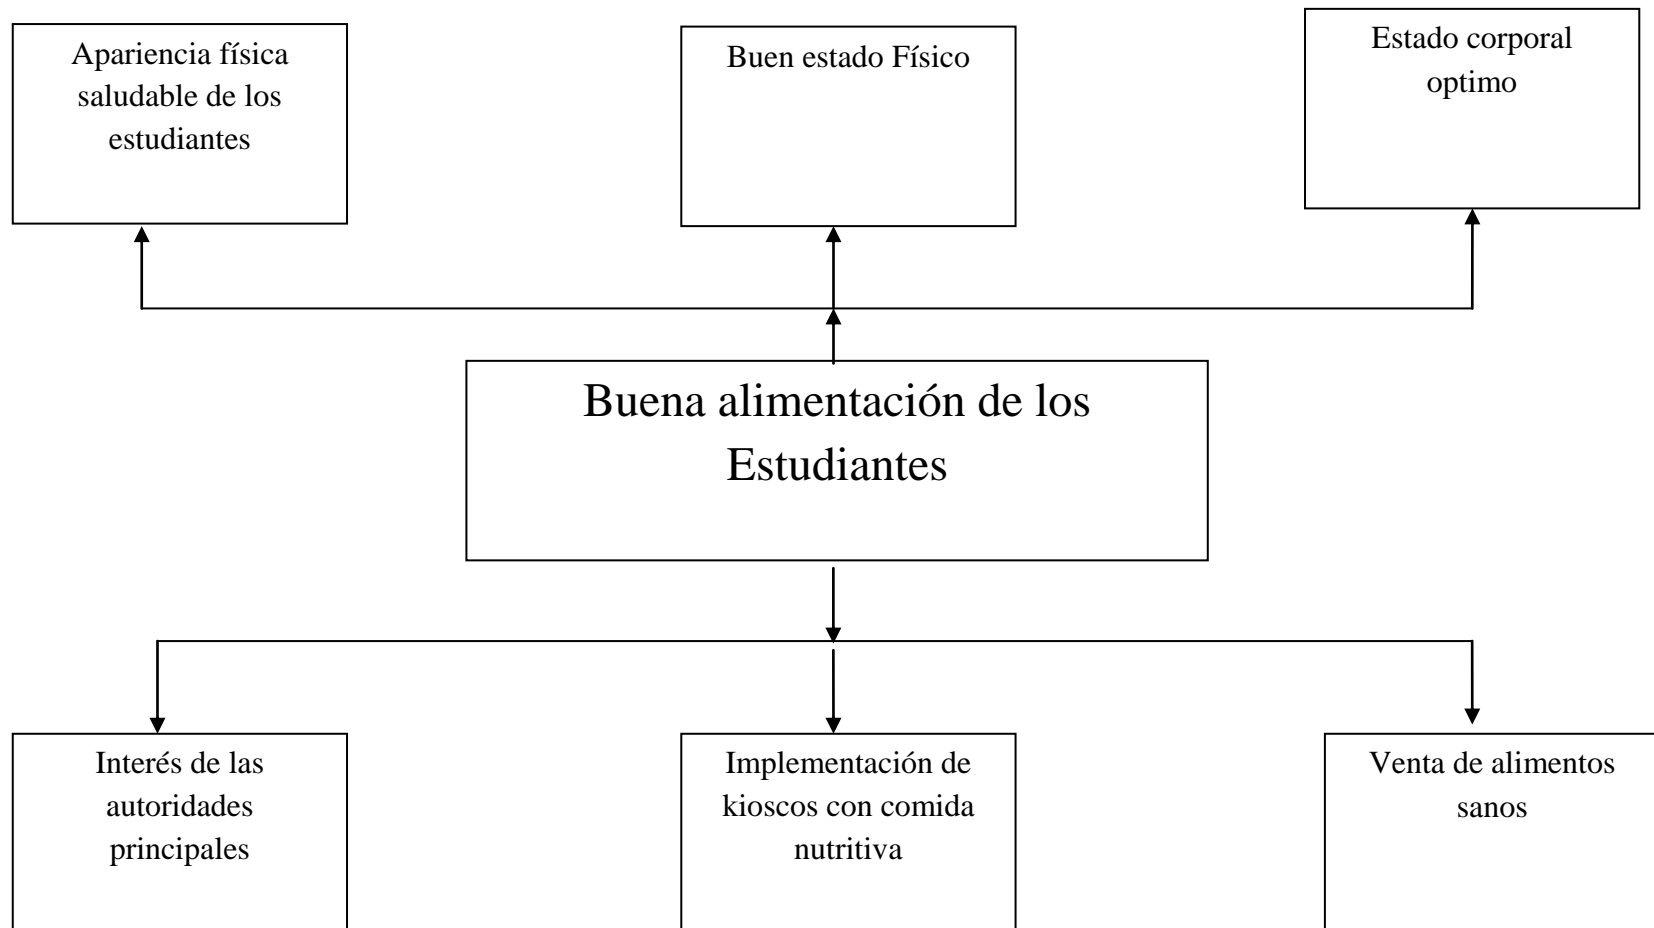 Apariencia física
saludable de los
estudiantes
Buen estado Físico
Estado corporal
optimo
Buena alimentación de los
Estudiantes
Interés de las
autoridades
principales
Implementación de
kioscos con comida
nutritiva
Venta de alimentos
sanos